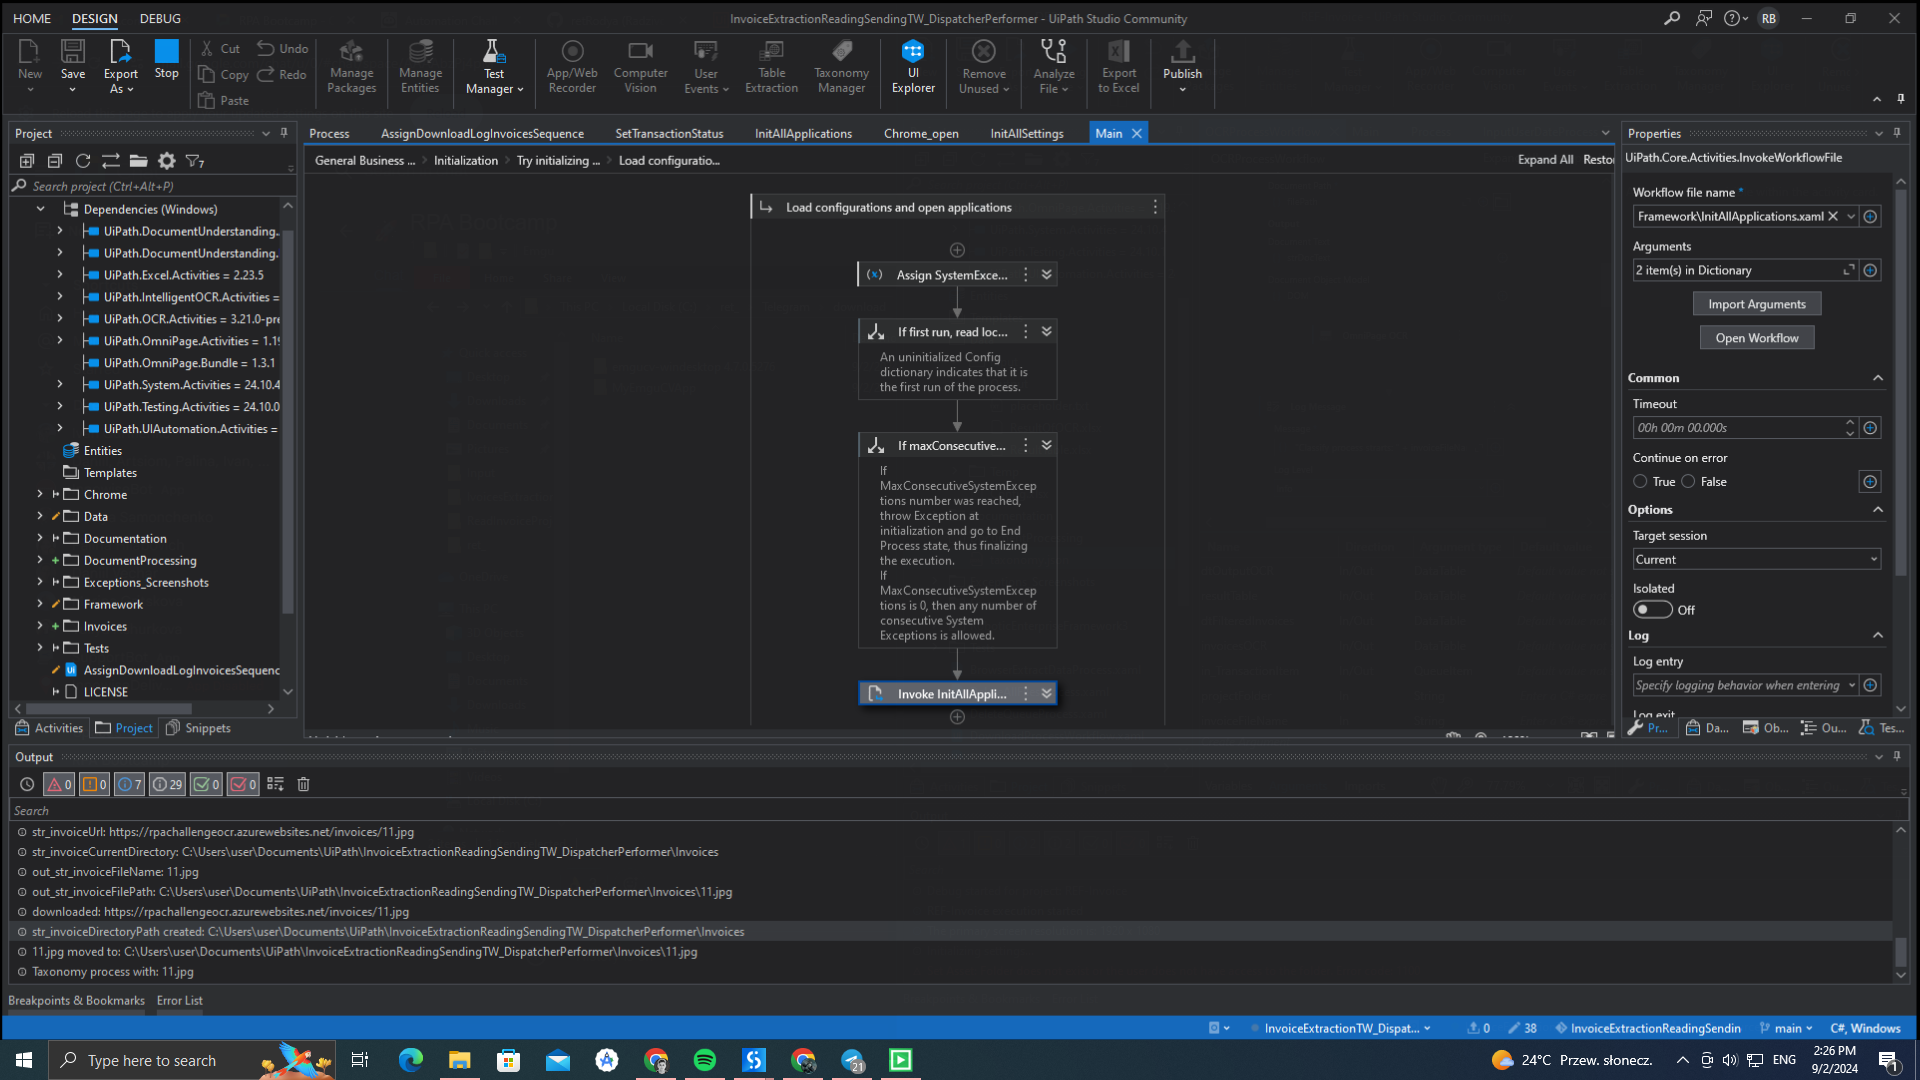 HOME DESIGN DEBUG
InvoiceExtractionReadingSendingTW_DispatcherPerformer - UiPath Studio Community
RB
New
Save
Export As
Stop
Cut
Copy
Paste
Undo
Redo
Manage Packages
Manage Entities
Test Manager
App/Web Recorder
Computer Vision
User Events
Table Extraction
Taxonomy Manager
UI Explorer
Remove Unused
Analyze File
Export to Excel
Publish
Project
Search project (Ctrl+Alt+P)
Dependencies (Windows)
UiPath.DocumentUnderstanding.
UiPath.DocumentUnderstanding.
UiPath.Excel.Activities = 2.23.5
UiPath.IntelligentOCR.Activities =
UiPath.OCR.Activities = 3.21.0-pre
UiPath.OmniPage.Activities = 1.19
UiPath.OmniPage.Bundle = 1.3.1
UiPath.System.Activities = 24.10.4
UiPath.Testing.Activities = 24.10.0
UiPath.UIAutomation.Activities =
Entities
Templates
Chrome
Data
Documentation
DocumentProcessing
Exceptions_Screenshots
Framework
Invoices
Tests
AssignDownloadLogInvoicesSequenc
LICENSE
Activities Project Snippets
Process AssignDownloadLogInvoicesSequence SetTransactionStatus InitAllApplications Chrome_open InitAllSettings Main
General Business ... Initialization Try initializing ... Load configuratio...
Expand All Resto
Load configurations and open applications
Assign SystemExce...
If first run, read loc...
An uninitialized Config
dictionary indicates that it is
the first run of the process.
If maxConsecutive...
If
MaxConsecutiveSystemExcep
tions number was reached,
throw Exception at
initialization and go to End
Process state, thus finalizing
the execution.
If
MaxConsecutiveSystemExcep
tions is 0, then any number of
consecutive System
Exceptions is allowed.
Invoke InitAllAppli...
Properties
UiPath.Core.Activities.InvokeWorkflowFile
Workflow file name *
Framework\InitAllApplications.xaml
Arguments
2 item(s) in Dictionary
Import Arguments
Open Workflow
Common
Timeout
00h 00m 00.000s
Continue on error
True False
Options
Target session
Current
Isolated
Off
Log
Log entry
Specify logging behavior when entering
Log exit
Pr... Da... Ob... Ou... Tes...
Output
0 0 7 29 0 0
Search
str_invoiceUrl: https://rpachallengeocr.azurewebsites.net/invoices/11.jpg
str_invoiceCurrentDirectory: C:\Users\user\Documents\UiPath\InvoiceExtractionReadingSendingTW_DispatcherPerformer\Invoices
out_str_invoiceFileName: 11.jpg
out_str_invoiceFilePath: C:\Users\user\Documents\UiPath\InvoiceExtractionReadingSendingTW_DispatcherPerformer\Invoices\11.jpg
downloaded: https://rpachallengeocr.azurewebsites.net/invoices/11.jpg
str_invoiceDirectoryPath created: C:\Users\user\Documents\UiPath\InvoiceExtractionReadingSendingTW_DispatcherPerformer\Invoices
11.jpg moved to: C:\Users\user\Documents\UiPath\InvoiceExtractionReadingSendingTW_DispatcherPerformer\Invoices\11.jpg
Taxonomy process with: 11.jpg
Breakpoints & Bookmarks Error List
InvoiceExtractionTW_Dispat... 0 38 InvoiceExtractionReadingSendin main C#, Windows
Type here to search
21
24°C Przew. słonecz.
ENG
2:26 PM
9/2/2024
1